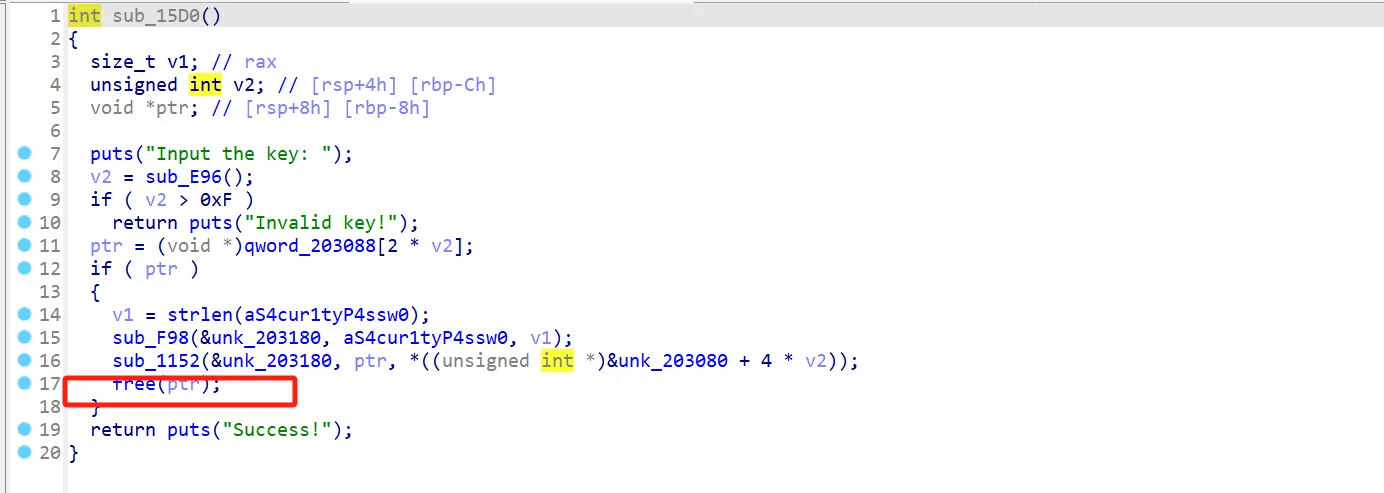 1 int sub_15D0()
2 {
3 size_t v1; // rax
4 unsigned int v2; // [rsp+4h] [rbp-Ch]
5 void *ptr; // [rsp+8h] [rbp-8h]
6
7 puts("Input the key: ");
8 v2 = sub_E96();
9 if ( v2 > 0xF )
10 return puts("Invalid key!");
11 ptr = (void *)qword_203088[2 * v2];
12 if ( ptr )
13 {
14 v1 = strlen(aS4cur1tyP4ssw0);
15 sub_F98(&unk_203180, aS4cur1tyP4ssw0, v1);
16 sub_1152(&unk_203180, ptr, *((unsigned int *)&unk_203080 + 4 * v2));
17 free(ptr);
18 }
19 return puts("Success!");
20 }